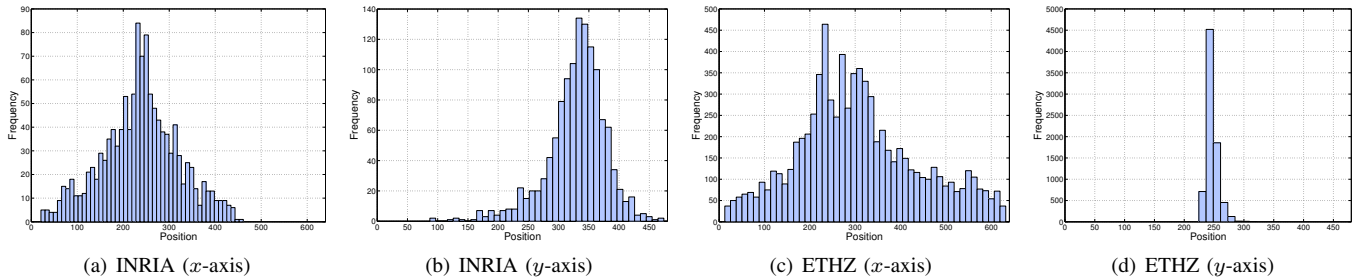 90
80
70
60
50
40
30
20
10
0
Frequency
0 100 200 300 400 500 600
Position
(a) INRIA (x-axis)
140
120
100
80
60
40
20
0
Frequency
0 50 100 150 200 250 300 350 400 450
Position
(b) INRIA (y-axis)
500
450
400
350
300
250
200
150
100
50
0
Frequency
0 100 200 300 400 500 600
Position
(c) ETHZ (x-axis)
5000
4500
4000
3500
3000
2500
2000
1500
1000
500
0
Frequency
0 50 100 150 200 250 300 350 400 450
Position
(d) ETHZ (y-axis)